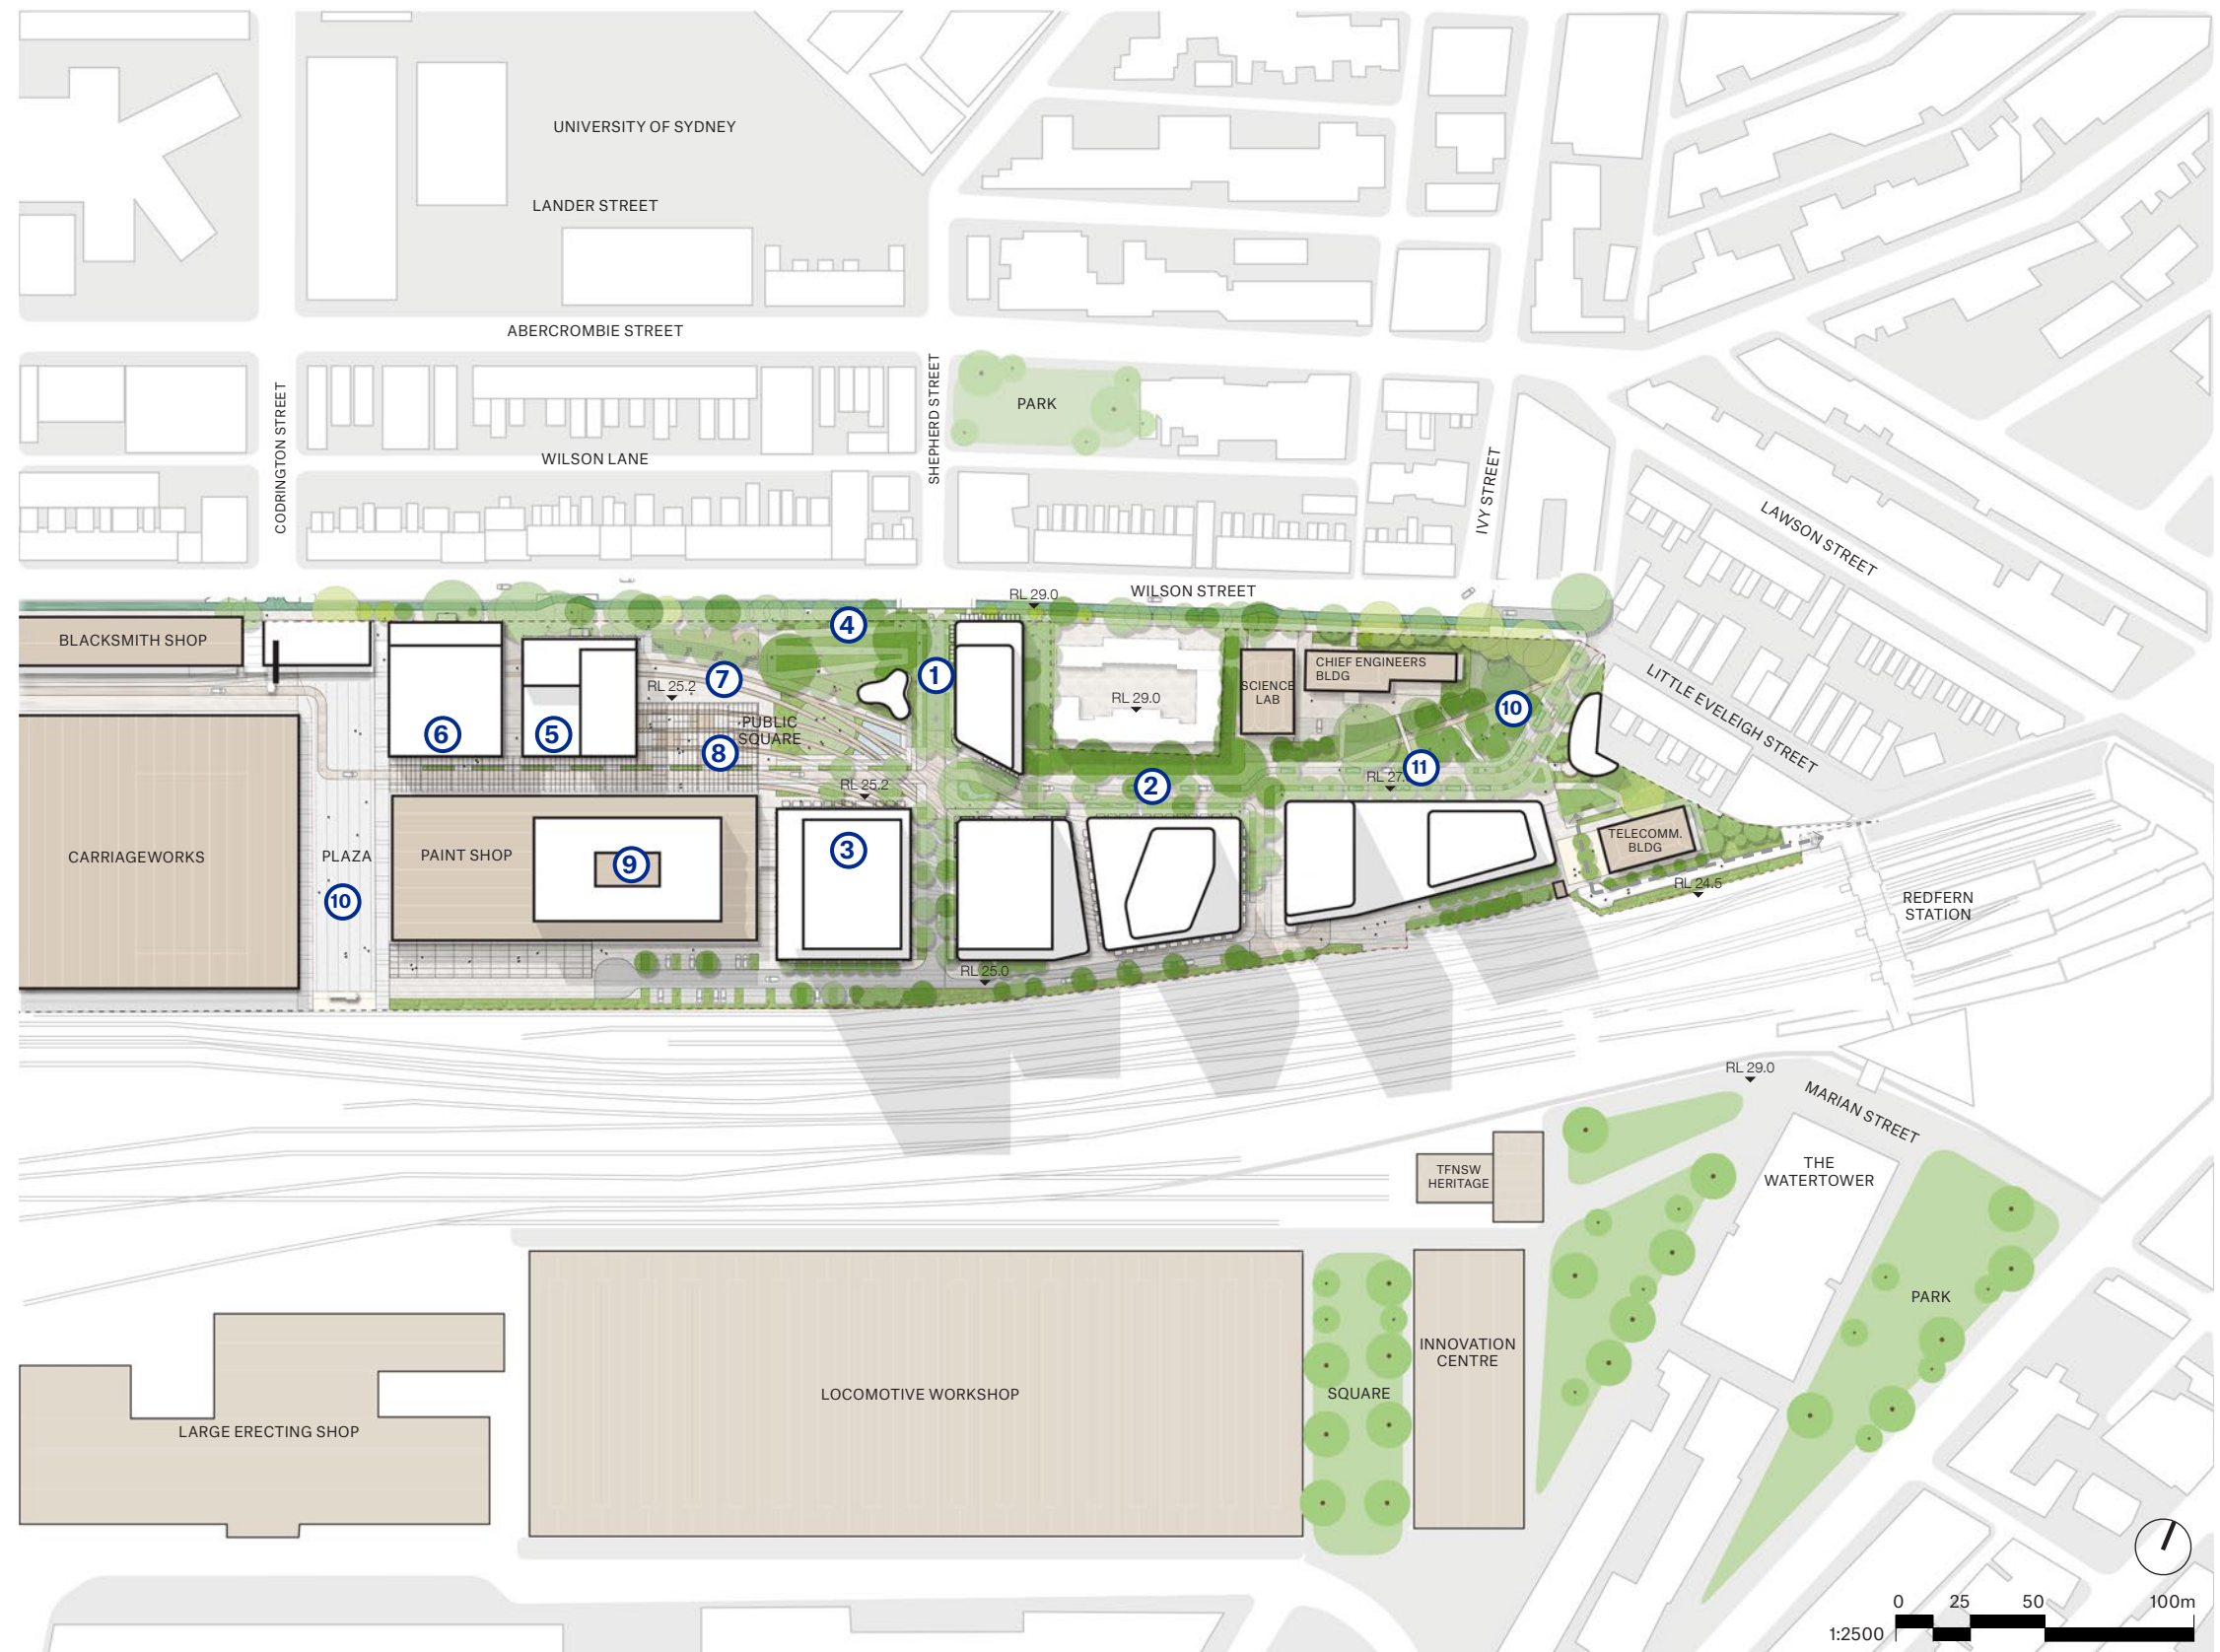 UNIVERSITY OF SYDNEY
LANDER STREET
ABERCROMBIE STREET
CODRINGTON STREET
SHEPHERD STREET
PARK
WILSON LANE
IVY STREET
LAWSON STREET
WILSON STREET
RL 29.0
LITTLE EVELEIGH STREET
BLACKSMITH SHOP
4
1
7
RL 25.2
PUBLIC
SQUARE
8
6
5
RL 29.0
SCIENCE
LAB
CHIEF ENGINEERS
BLDG
10
11
RL 27.
2
RL 25.2
CARRIAGEWORKS
PLAZA
10
PAINT SHOP
9
3
TELECOMM.
BLDG
RL 24.5
REDFERN
STATION
RL 25.0
RL 29.0
MARIAN STREET
TFNSW
HERITAGE
THE
WATERTOWER
PARK
INNOVATION
CENTRE
SQUARE
LOCOMOTIVE WORKSHOP
LARGE ERECTING SHOP
0 25 50 100m
1:2500